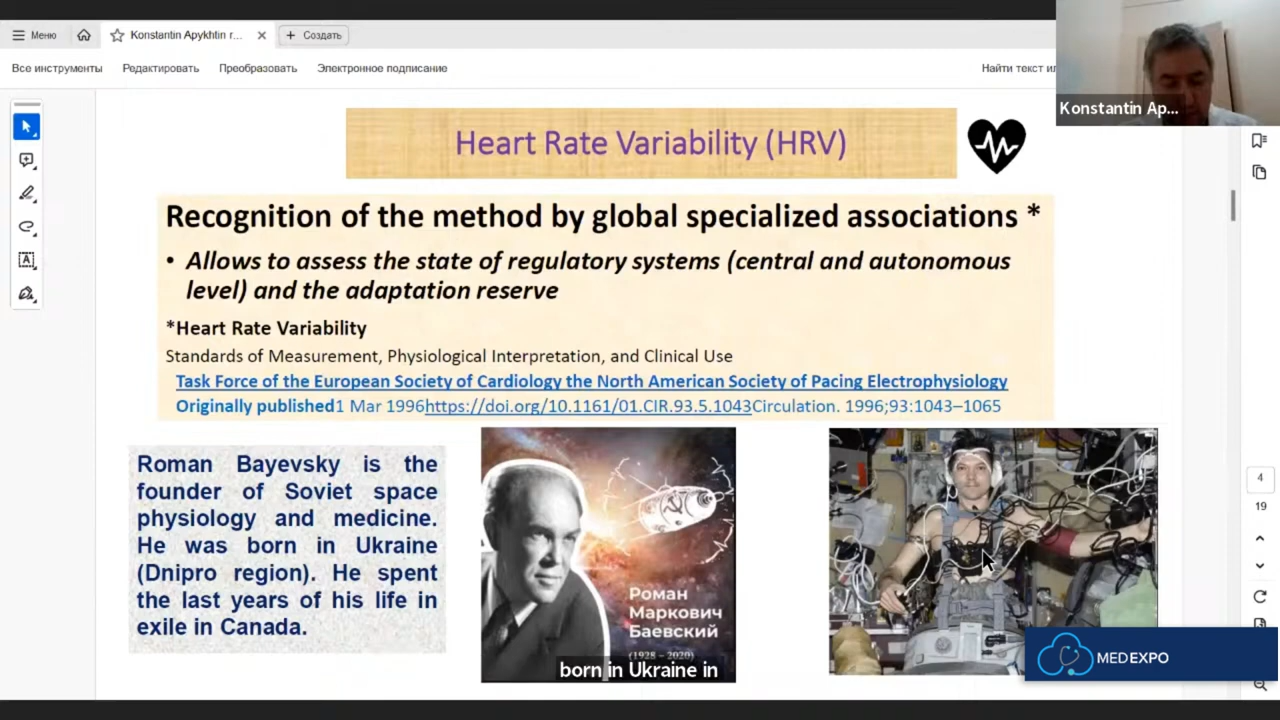 Меню
Konstantin Apykhtin r...
Создать
Все инструменты
Редактировать
Преобразовать
Электронное подписание
Найти текст ил
Konstantin Ap...
Heart Rate Variability (HRV)
Recognition of the method by global specialized associations *
• Allows to assess the state of regulatory systems (central and autonomous
level) and the adaptation reserve
*Heart Rate Variability
Standards of Measurement, Physiological Interpretation, and Clinical Use
Task Force of the European Society of Cardiology the North American Society of Pacing Electrophysiology
Originally published1 Mar 1996https://doi.org/10.1161/01.CIR.93.5.1043Circulation. 1996;93:1043–1065
Roman Bayevsky is the
founder of Soviet space
physiology and medicine.
He was born in Ukraine
(Dnipro region). He spent
the last years of his life in
exile in Canada.
Роман
Маркович
Баевский
(1928 – 2020)
born in Ukraine in
4
19
MEDEXPO